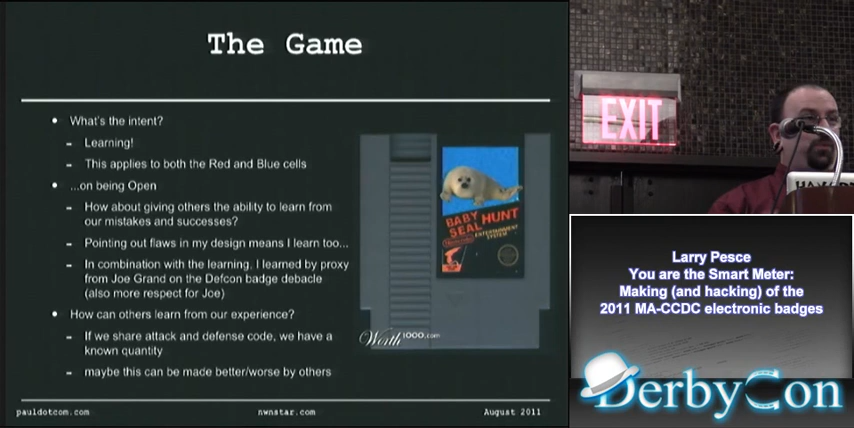 The Game
• What's the intent?
– Learning!
– This applies to both the Red and Blue cells
• ...on being Open
– How about giving others the ability to learn from
our mistakes and successes?
– Pointing out flaws in my design means I learn too...
– In combination with the learning, I learned by proxy
from Joe Grand on the Defcon badge debacle
(also more respect for Joe)
• How can others learn from our experience?
– If we share attack and defense code, we have a
known quantity
– maybe this can be made better/worse by others
BABY
SEAL HUNT
ENTERTAINMENT
SYSTEM
Worth1000.com
pauldotcom.com
nwnstar.com
August 2011
EXIT
Larry Pesce
You are the Smart Meter:
Making (and hacking) of the
2011 MA-CCDC electronic badges
DerbyCon